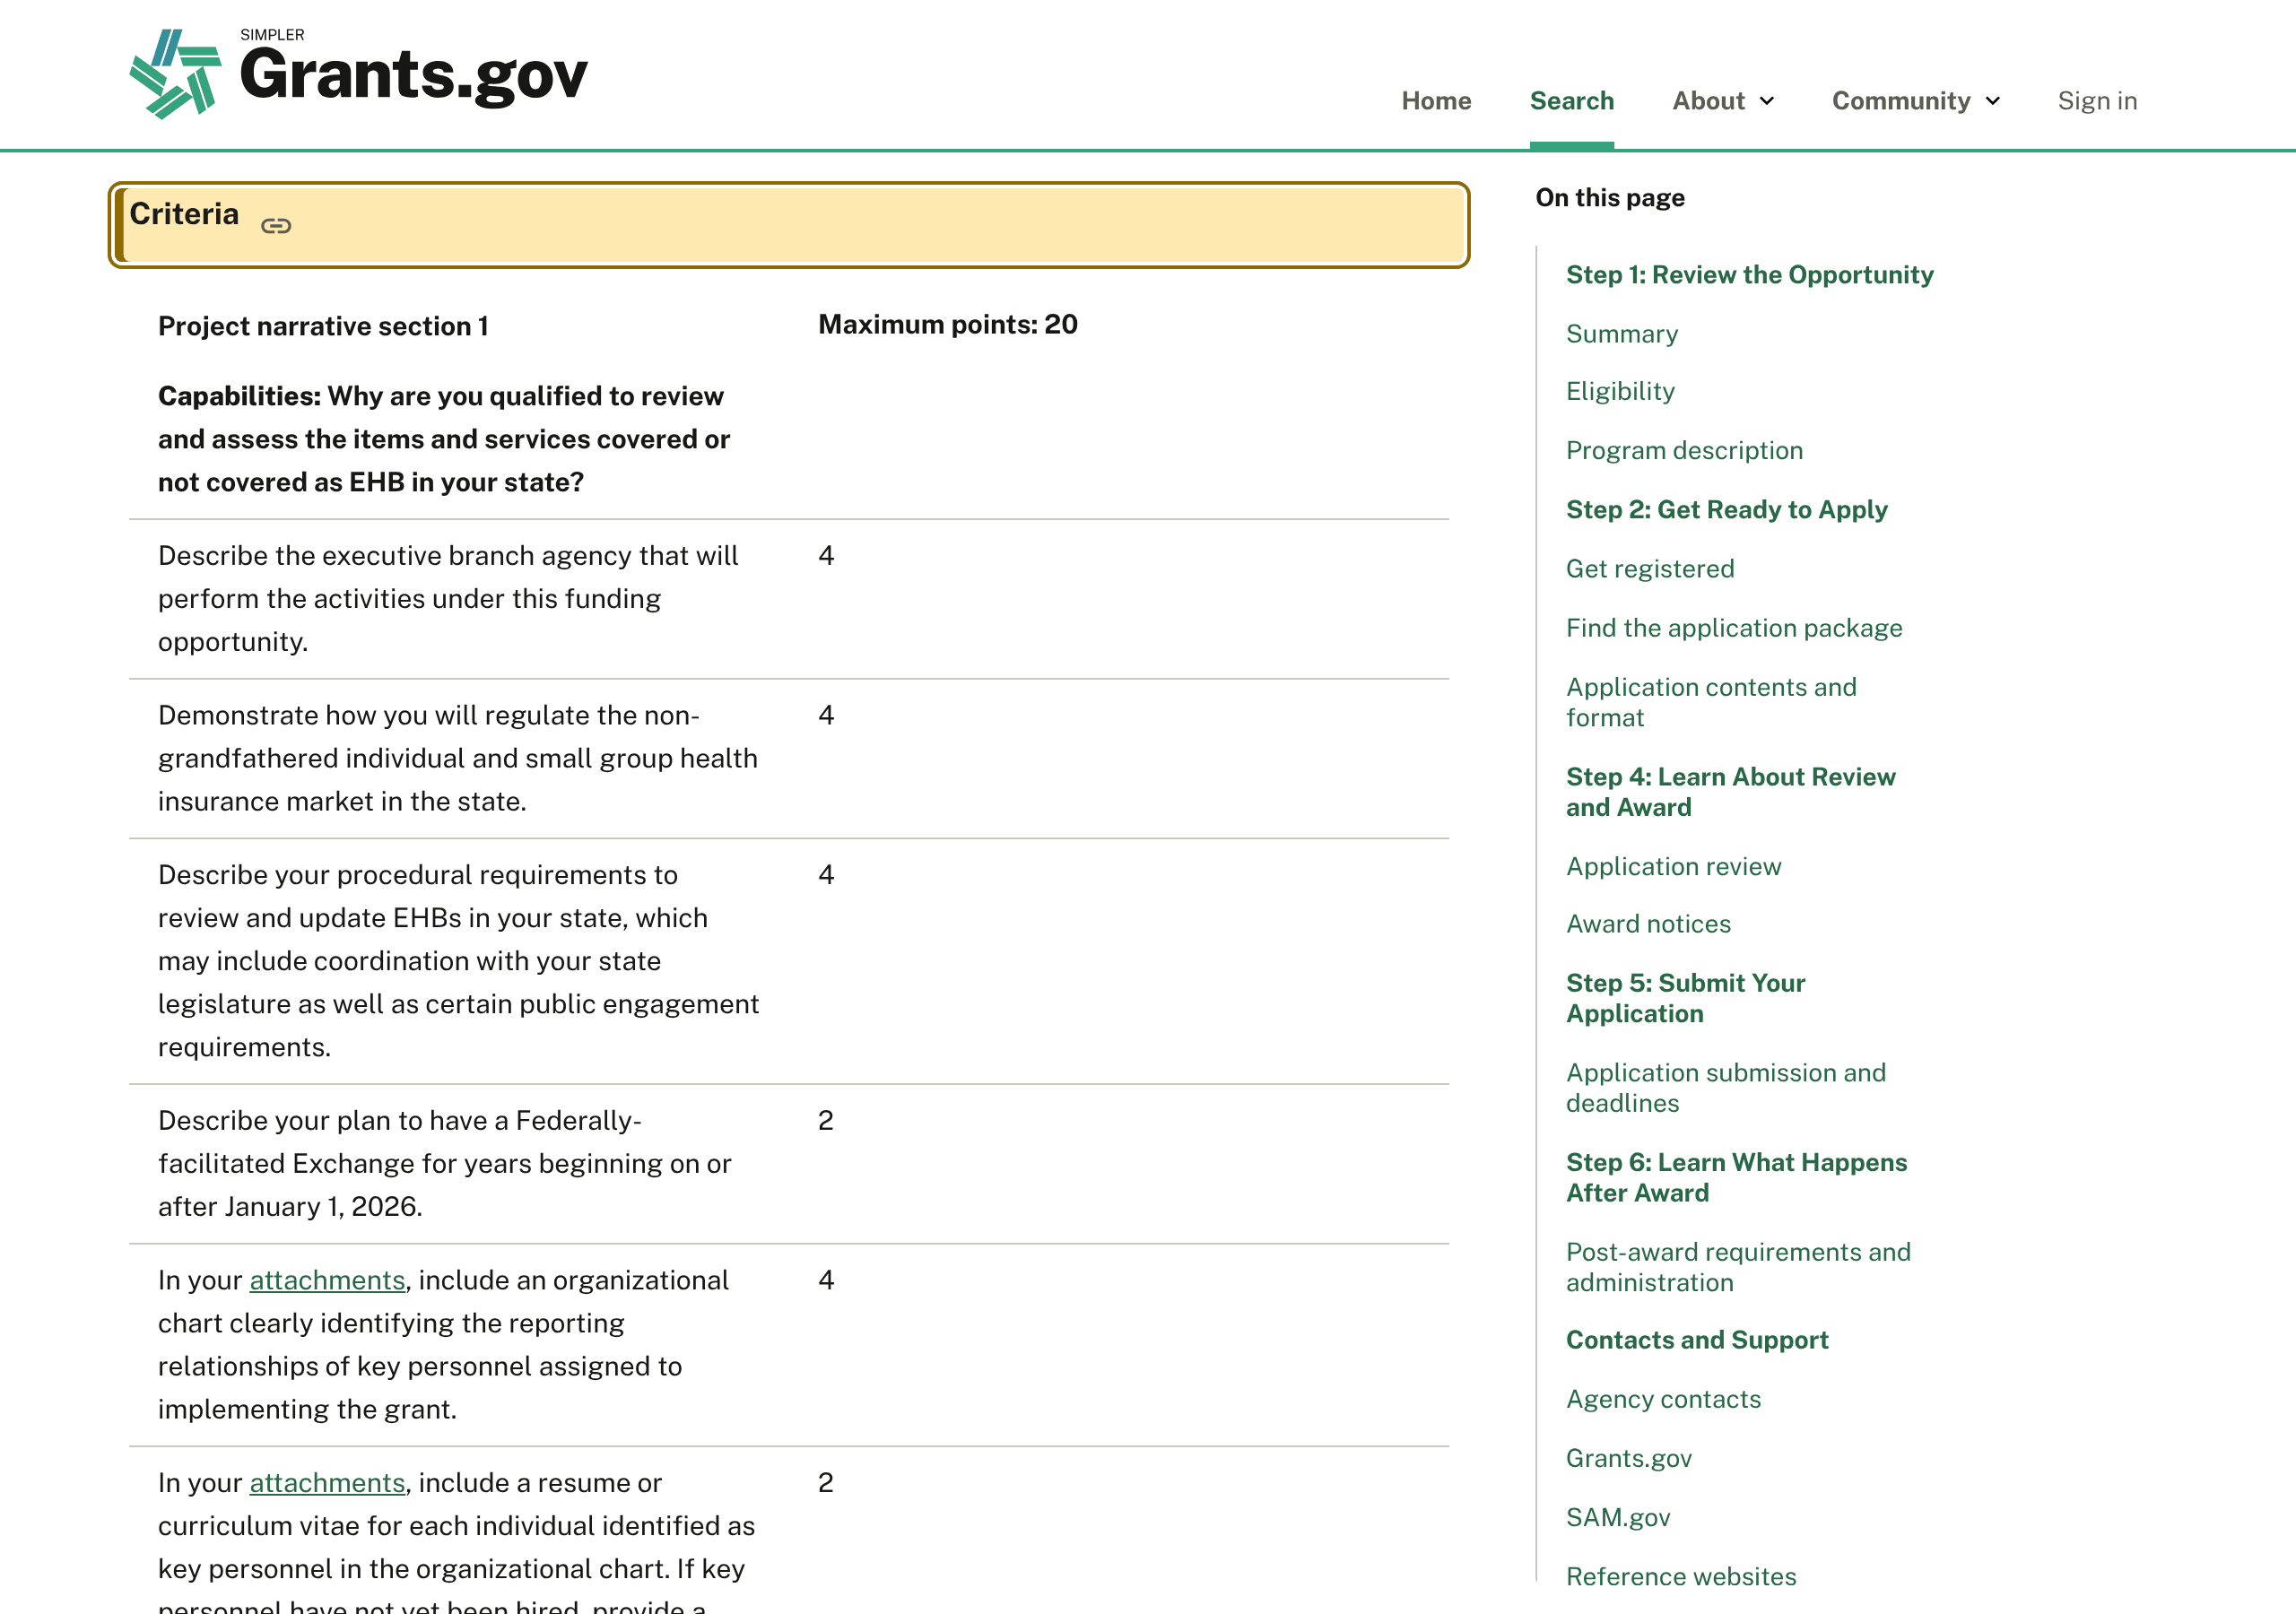 SIMPLER
Grants.gov
Home
Search
About
Community
Sign in
Criteria
Project narrative section 1
Maximum points: 20
Capabilities: Why are you qualified to review
and assess the items and services covered or
not covered as EHB in your state?
Describe the executive branch agency that will
perform the activities under this funding
opportunity.
4
Demonstrate how you will regulate the non-
grandfathered individual and small group health
insurance market in the state.
4
Describe your procedural requirements to
review and update EHBs in your state, which
may include coordination with your state
legislature as well as certain public engagement
requirements.
4
Describe your plan to have a Federally-
facilitated Exchange for years beginning on or
after January 1, 2026.
2
In your attachments, include an organizational
chart clearly identifying the reporting
relationships of key personnel assigned to
implementing the grant.
4
In your attachments, include a resume or
curriculum vitae for each individual identified as
key personnel in the organizational chart. If key
personnel have not yet been hired, provide a
2
On this page
Step 1: Review the Opportunity
Summary
Eligibility
Program description
Step 2: Get Ready to Apply
Get registered
Find the application package
Application contents and
format
Step 4: Learn About Review
and Award
Application review
Award notices
Step 5: Submit Your
Application
Application submission and
deadlines
Step 6: Learn What Happens
After Award
Post-award requirements and
administration
Contacts and Support
Agency contacts
Grants.gov
SAM.gov
Reference websites